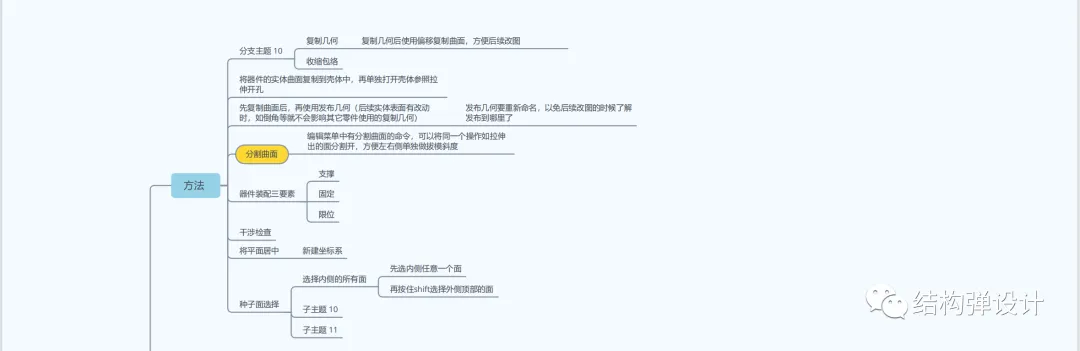 复制几何
复制几何后使用偏移复制曲面，方便后续改图
分支主题 10
收缩包络
将器件的实体曲面复制到壳体中，再单独打开壳体参照拉
伸开孔
先复制曲面后，再使用发布几何（后续实体表面有改动
时，如倒角等就不会影响其它零件使用的复制几何）
发布几何要重新命名，以免后续改图的时候了解
发布到哪里了
分割曲面
编辑菜单中有分割曲面的命令，可以将同一个操作如拉伸
出的面分割开，方便左右侧单独做拔模斜度
方法
器件装配三要素
支撑
固定
限位
干涉检查
将平面居中
新建坐标系
种子面选择
选择内侧的所有面
先选内侧任意一个面
再按住shift选择外侧顶部的面
子主题 10
子主题 11
结构弹设计